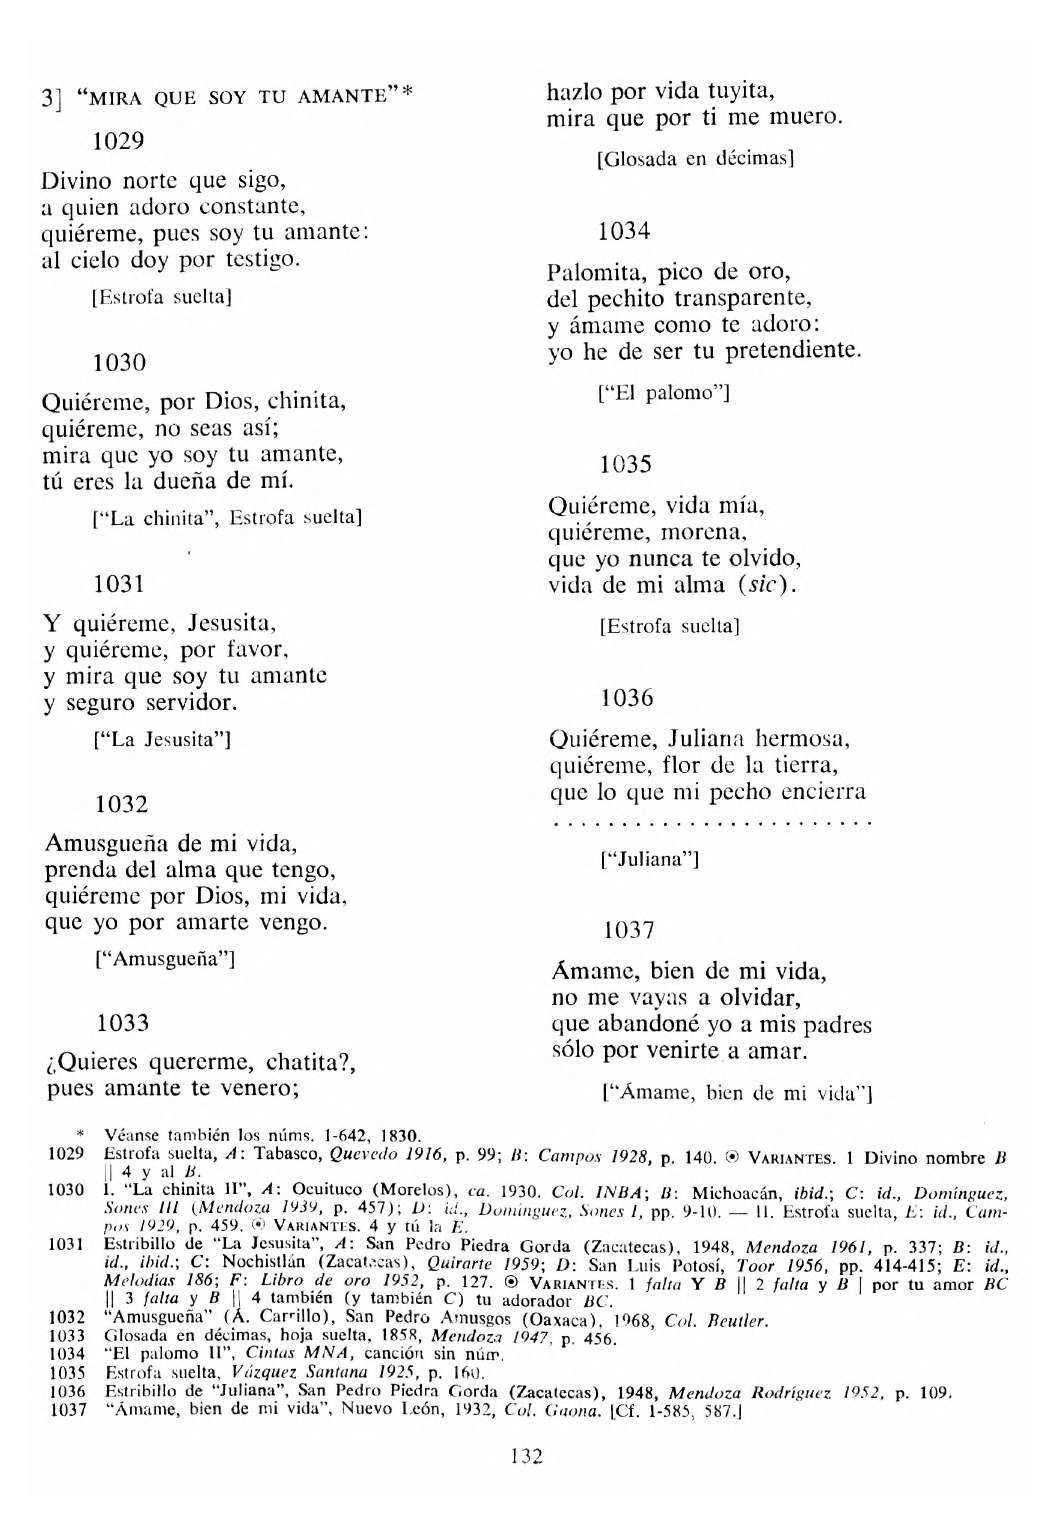 3] “MIRA QUE SOY TU AMANTE”*
1029
Divino norte que sigo,
a quien adoro constante,
quiéreme, pues soy tu amante:
al cielo doy por testigo.
[Estrofa suelta]
1030
Quiéreme, por Dios, chinita,
quiéreme, no seas así;
mira que yo soy tu amante,
tú eres la dueña de mí.
[“La chinita”, Estrofa suelta]
1031
Y quiéreme, Jesusita,
y quiéreme, por favor,
y mira que soy tu amante
y seguro servidor.
[“La Jesusita”]
1032
Amusgueña de mi vida,
prenda del alma que tengo,
quiéreme por Dios, mi vida,
que yo por amarte vengo.
[“Amusgueña”]
1033
¿Quieres quererme, chatita?,
pues amante te venero;
hazlo por vida tuyita,
mira que por ti me muero.
[Glosada en décimas]
1034
Palomita, pico de oro,
del pechito transparente,
y ámame como te adoro:
yo he de ser tu pretendiente.
[“El palomo”]
1035
Quiéreme, vida mía,
quiéreme, morena,
que yo nunca te olvido,
vida de mi alma (sic).
[Estrofa suelta]
1036
Quiéreme, Juliana hermosa,
quiéreme, flor de la tierra,
que lo que mi pecho encierra
. . . . . . . . . . . . . . . . . . . . . . . .
[“Juliana”]
1037
Ámame, bien de mi vida,
no me vayas a olvidar,
que abandoné yo a mis padres
sólo por venirte a amar.
[“Ámame, bien de mi vida”]
* Véanse también los núms. 1-642, 1830.
1029 Estrofa suelta, A: Tabasco, Quevedo 1916, p. 99; B: Campos 1928, p. 140. ⊙ VARIANTES. 1 Divino nombre B
|| 4 y al B.
1030 I. “La chinita II”, A: Ocuituco (Morelos), ca. 1930. Col. INBA; B: Michoacán, ibid.; C: id., Domínguez,
Sones III (Mendoza 1939, p. 457); D: id., Domínguez, Sones I, pp. 9-10. — II. Estrofa suelta, E: id., Cam-
pos 1929, p. 459. ⊙ VARIANTES. 4 y tú la E.
1031 Estribillo de “La Jesusita”, A: San Pedro Piedra Gorda (Zacatecas), 1948, Mendoza 1961, p. 337; B: id.,
id., ibid.; C: Nochistlán (Zacatecas), Quirarte 1959; D: San Luis Potosí, Toor 1956, pp. 414-415; E: id.,
Melodías 186; F: Libro de oro 1952, p. 127. ⊙ VARIANTES. 1 falta Y B || 2 falta y B | por tu amor BC
|| 3 falta y B || 4 también (y también C) tu adorador BC.
1032 “Amusgueña” (Á. Carrillo), San Pedro Amusgos (Oaxaca), 1968, Col. Beutler.
1033 Glosada en décimas, hoja suelta, 1858, Mendoza 1947, p. 456.
1034 “El palomo II”, Cintas MNA, canción sin núm.
1035 Estrofa suelta, Vázquez Santana 1925, p. 160.
1036 Estribillo de “Juliana”, San Pedro Piedra Gorda (Zacatecas), 1948, Mendoza Rodríguez 1952, p. 109.
1037 “Ámame, bien de mi vida”, Nuevo León, 1932, Col. Gaona. [Cf. 1-585, 587.]
132